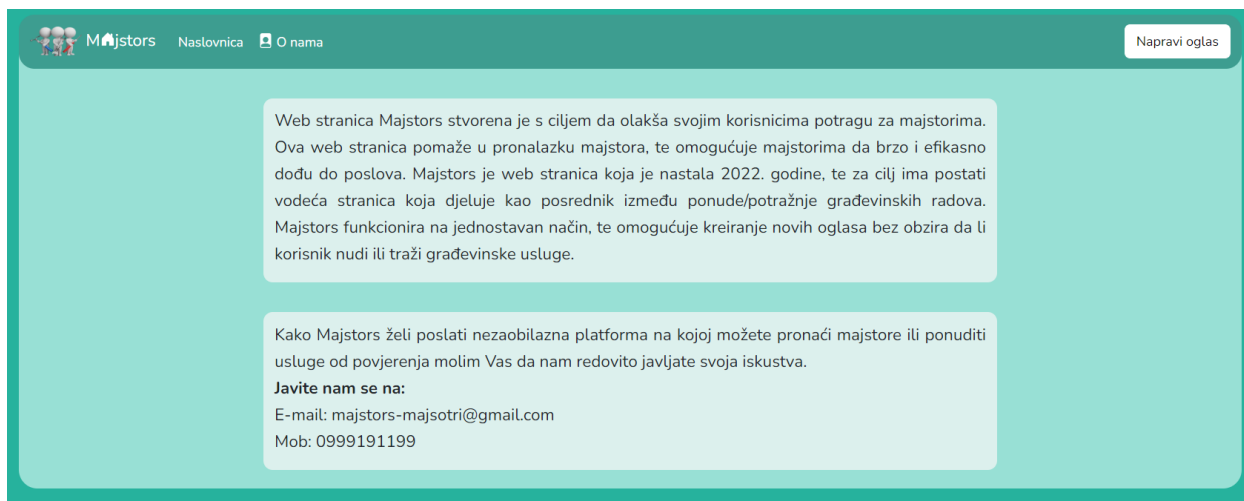 Majstors Naslovnica O nama Napravi oglas
Web stranica Majstors stvorena je s ciljem da olakša svojim korisnicima potragu za majstorima.
Ova web stranica pomaže u pronalazku majstora, te omogućuje majstorima da brzo i efikasno
dođu do poslova. Majstors je web stranica koja je nastala 2022. godine, te za cilj ima postati
vodeća stranica koja djeluje kao posrednik između ponude/potražnje građevinskih radova.
Majstors funkcionira na jednostavan način, te omogućuje kreiranje novih oglasa bez obzira da li
korisnik nudi ili traži građevinske usluge.
Kako Majstors želi poslati nezaobilazna platforma na kojoj možete pronaći majstore ili ponuditi
usluge od povjerenja molim Vas da nam redovito javljate svoja iskustva.
Javite nam se na:
E-mail: majstors-majsotri@gmail.com
Mob: 0999191199